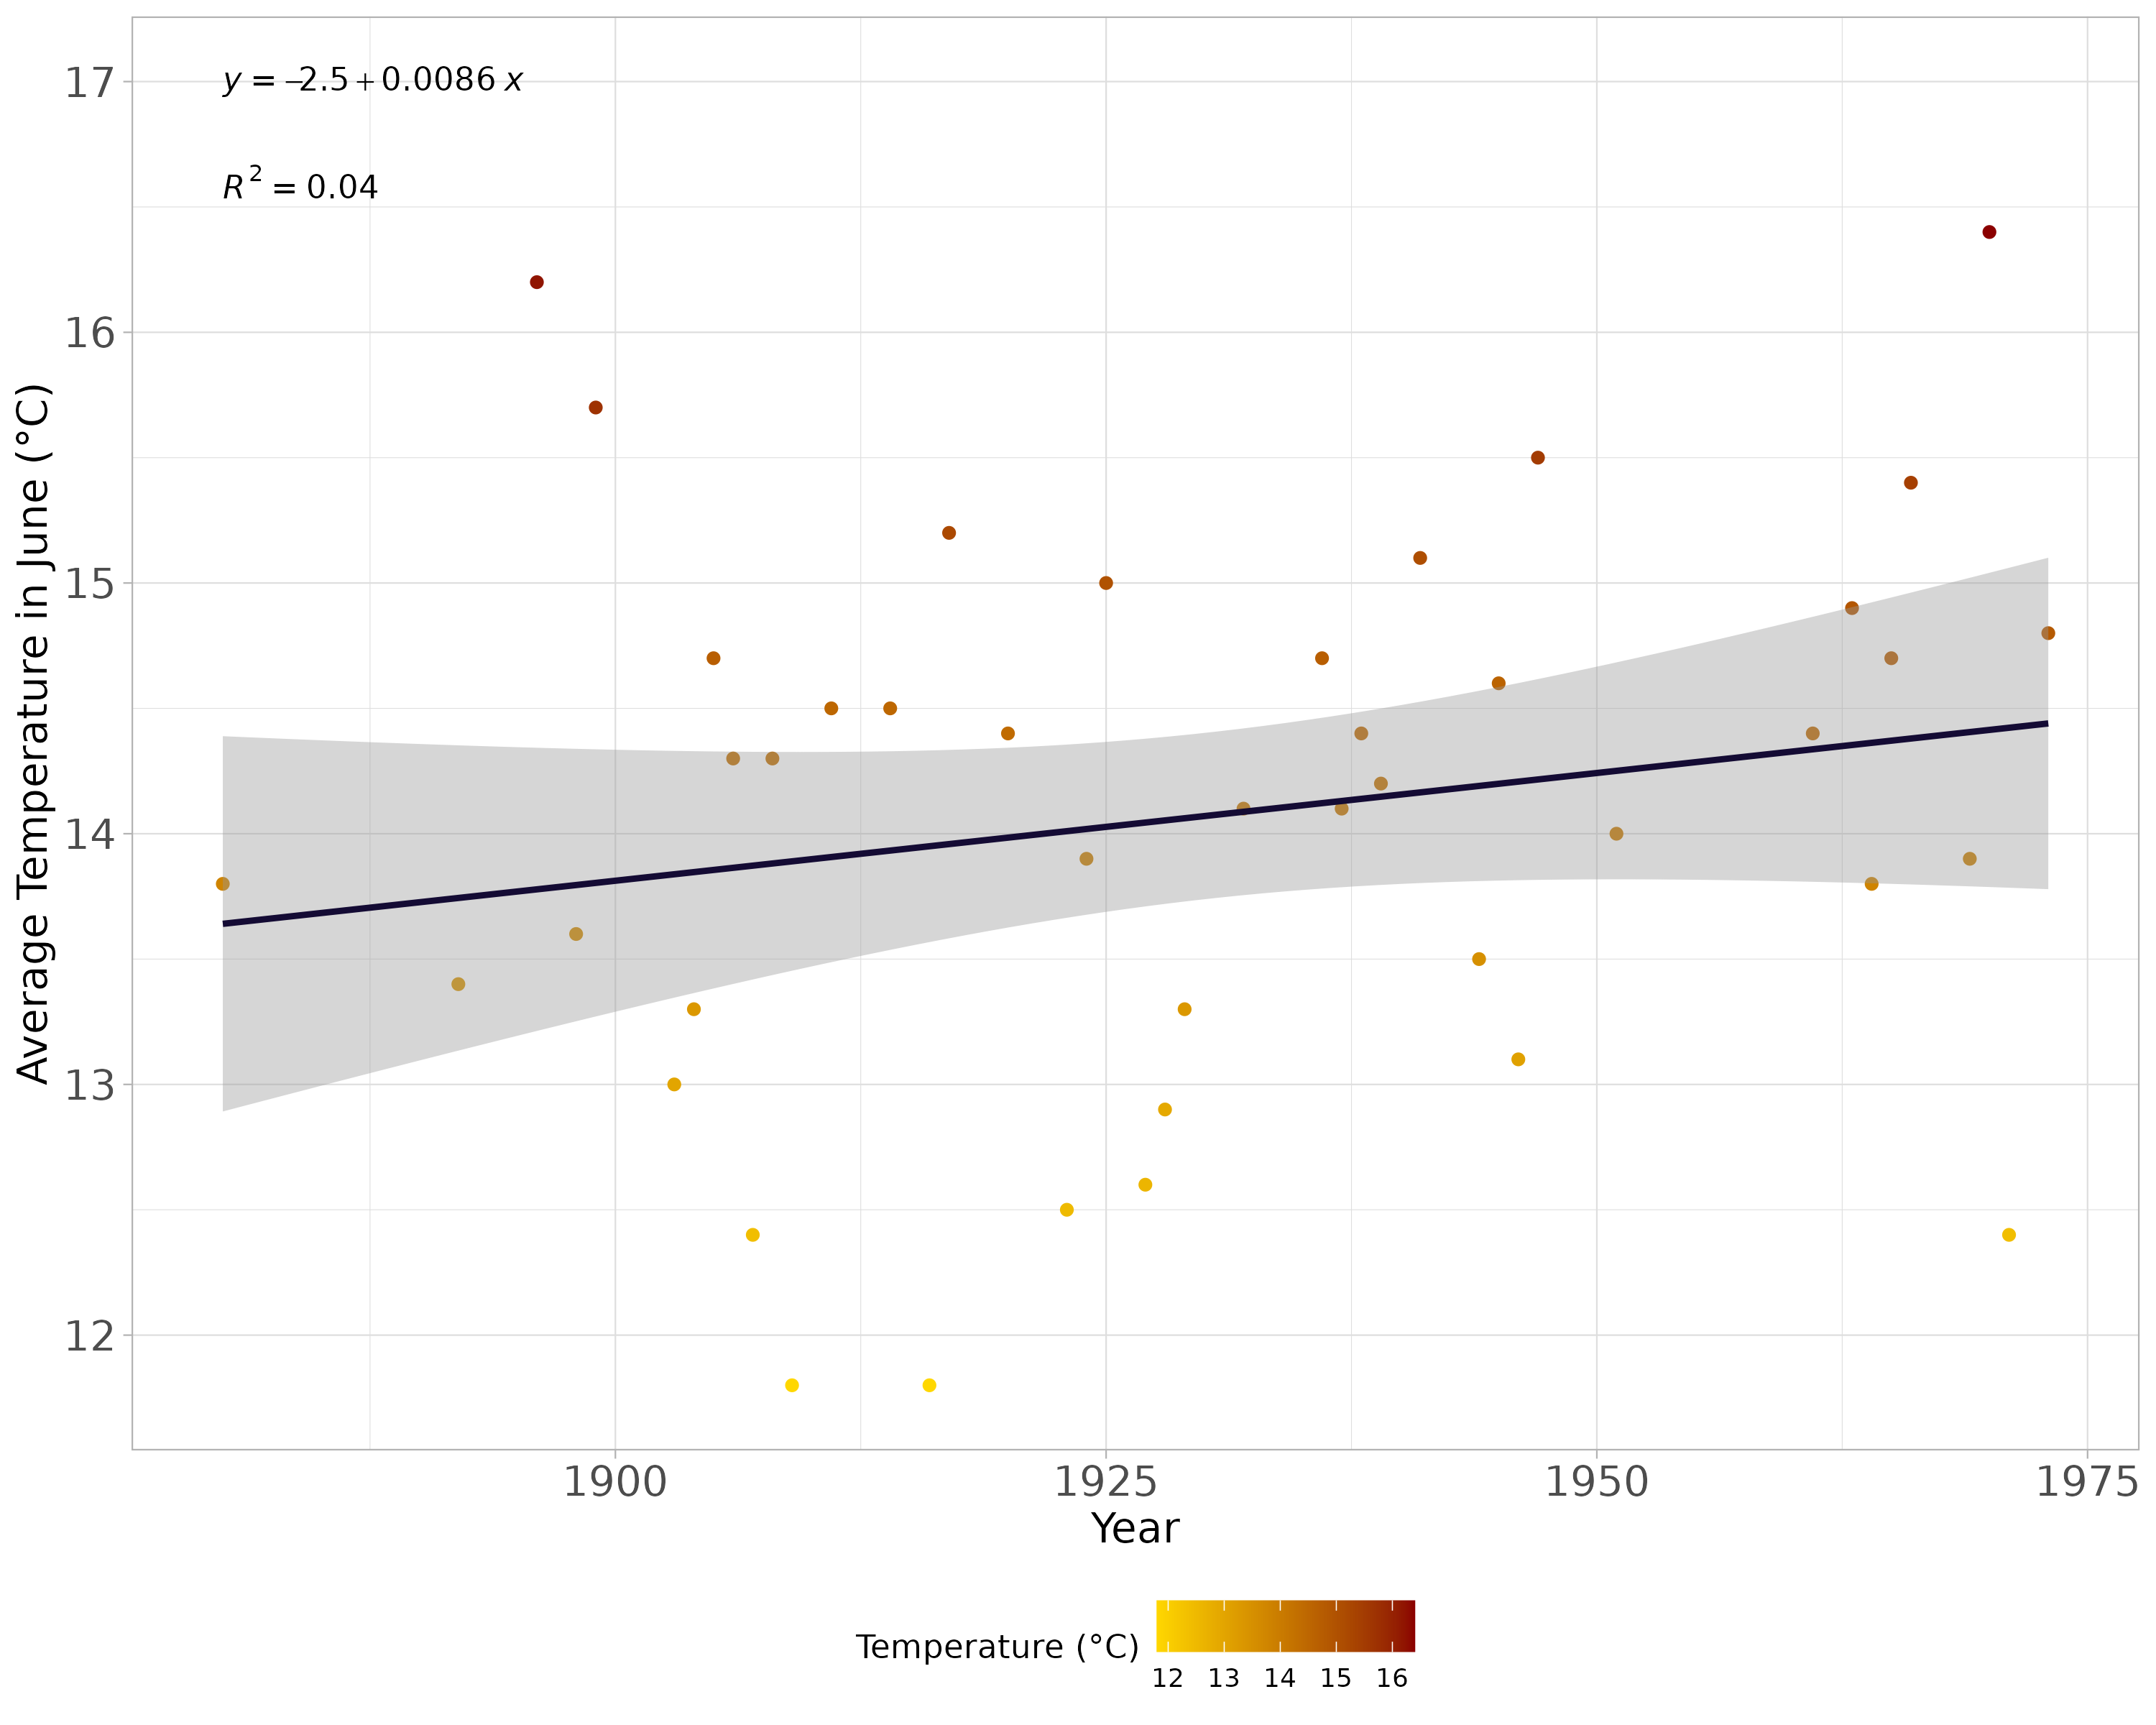 y = −2.5 + 0.0086 x
R² = 0.04
17
16
15
14
13
12
Average Temperature in June (°C)
1900 1925 1950 1975
Year
Temperature (°C)
12 13 14 15 16